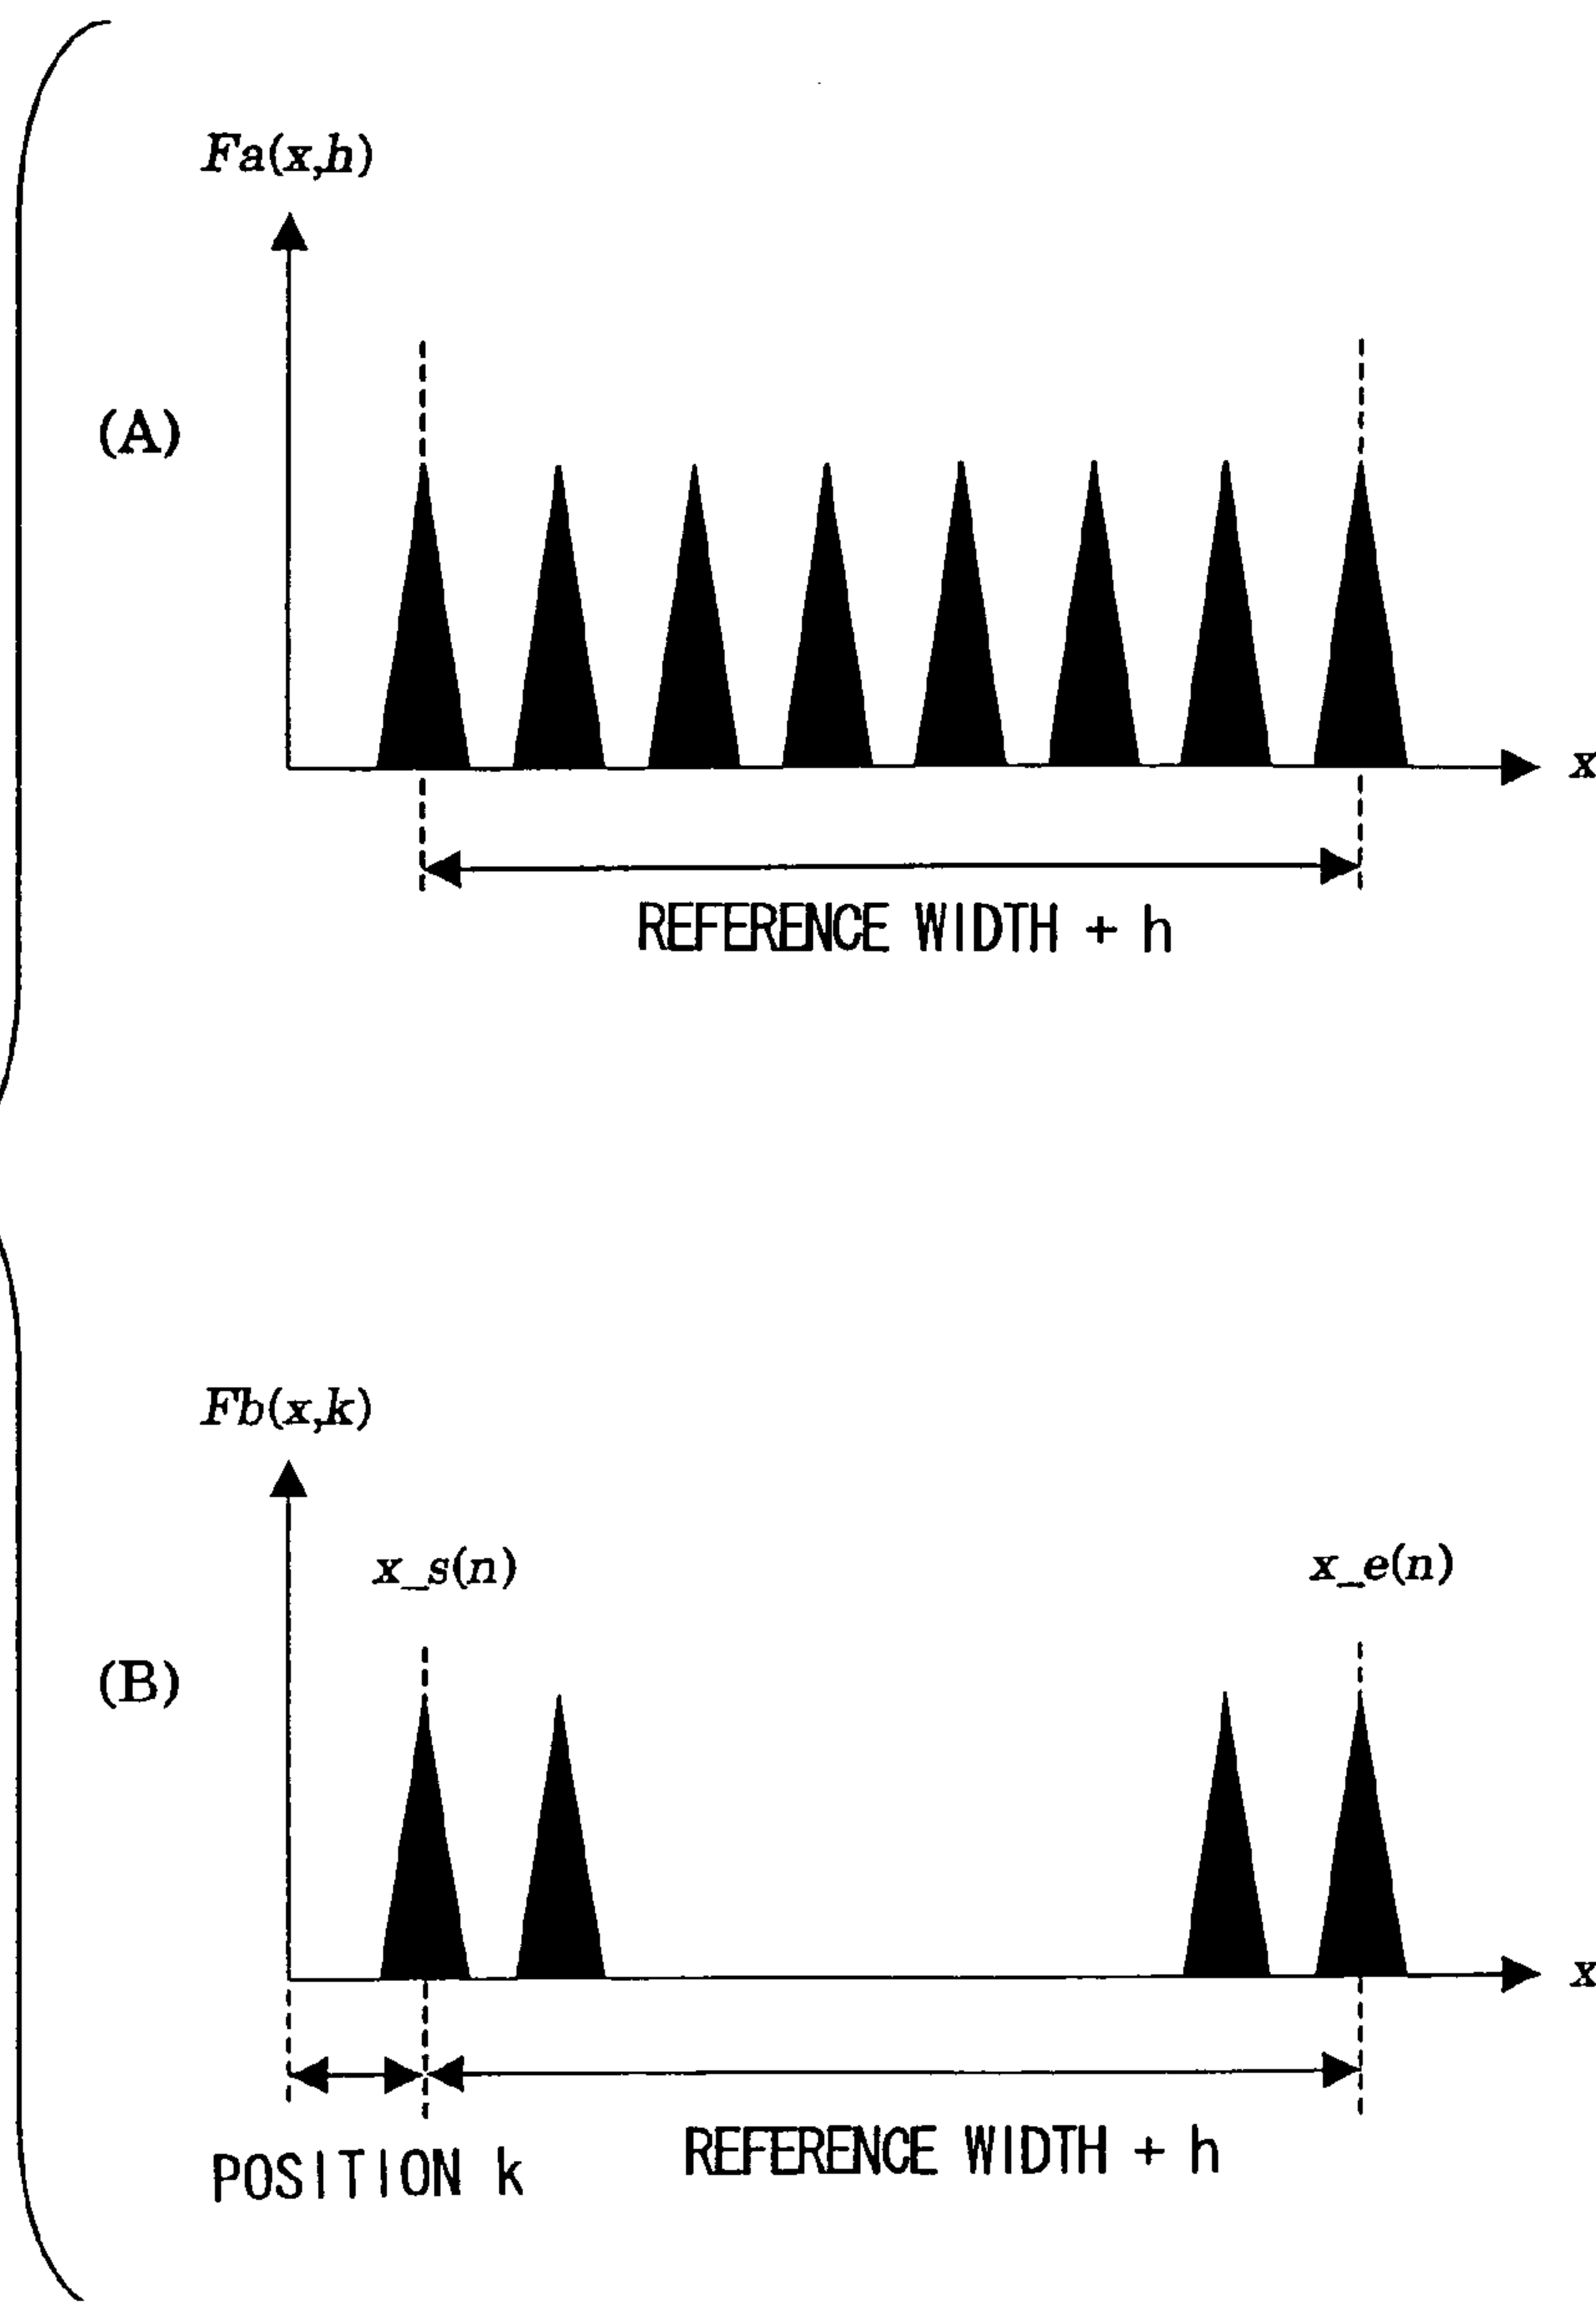 Fa(x,h)
(A)
x
REFERENCE WIDTH + h
Fb(x,k)
x_s(n)
x_e(n)
(B)
x
REFERENCE WIDTH + h
POSITION k